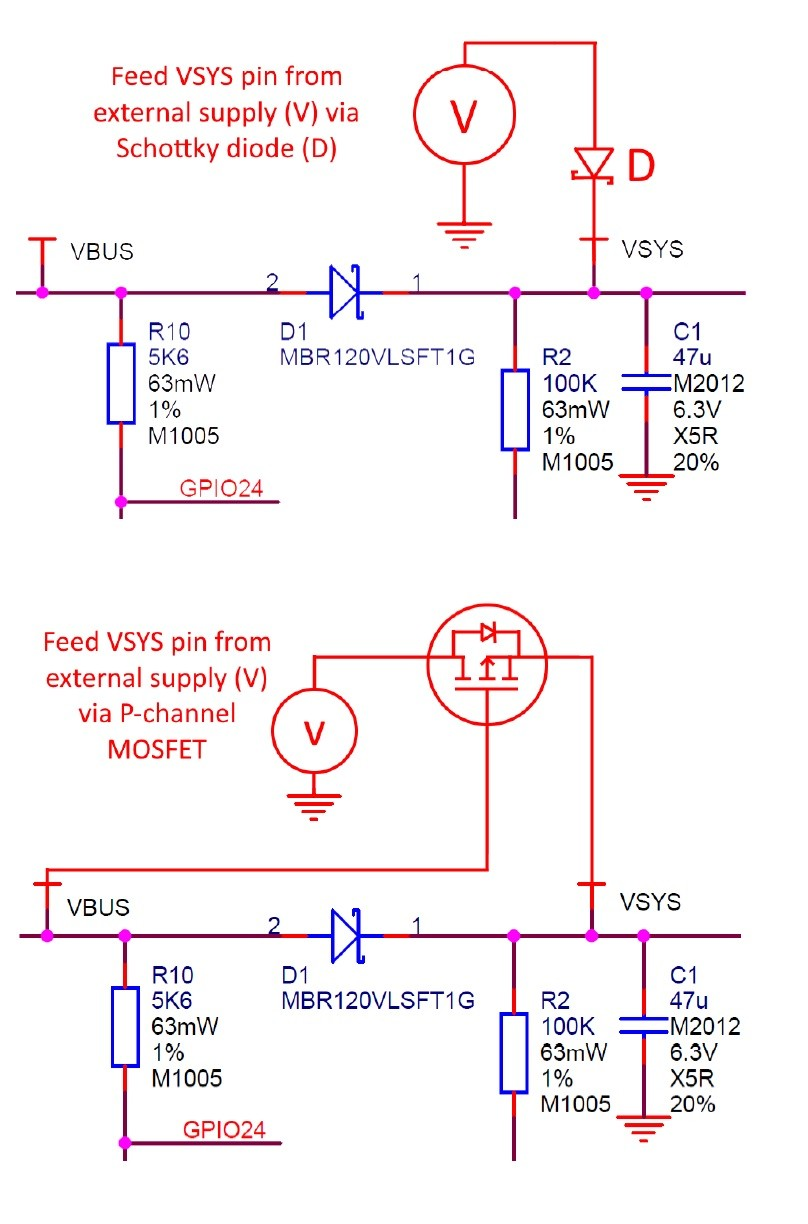 Feed VSYS pin from
external supply (V) via
Schottky diode (D)
V
D
VBUS
VSYS
2
1
R10
5K6
63mW
1%
M1005
D1
MBR120VLSFT1G
R2
100K
63mW
1%
M1005
C1
47u
M2012
6.3V
X5R
20%
GPIO24
Feed VSYS pin from
external supply (V)
via P-channel
MOSFET
V
VBUS
VSYS
2
1
R10
5K6
63mW
1%
M1005
D1
MBR120VLSFT1G
R2
100K
63mW
1%
M1005
C1
47u
M2012
6.3V
X5R
20%
GPIO24